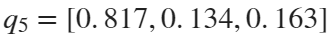 q₅ = [0. 817, 0. 134, 0. 163]